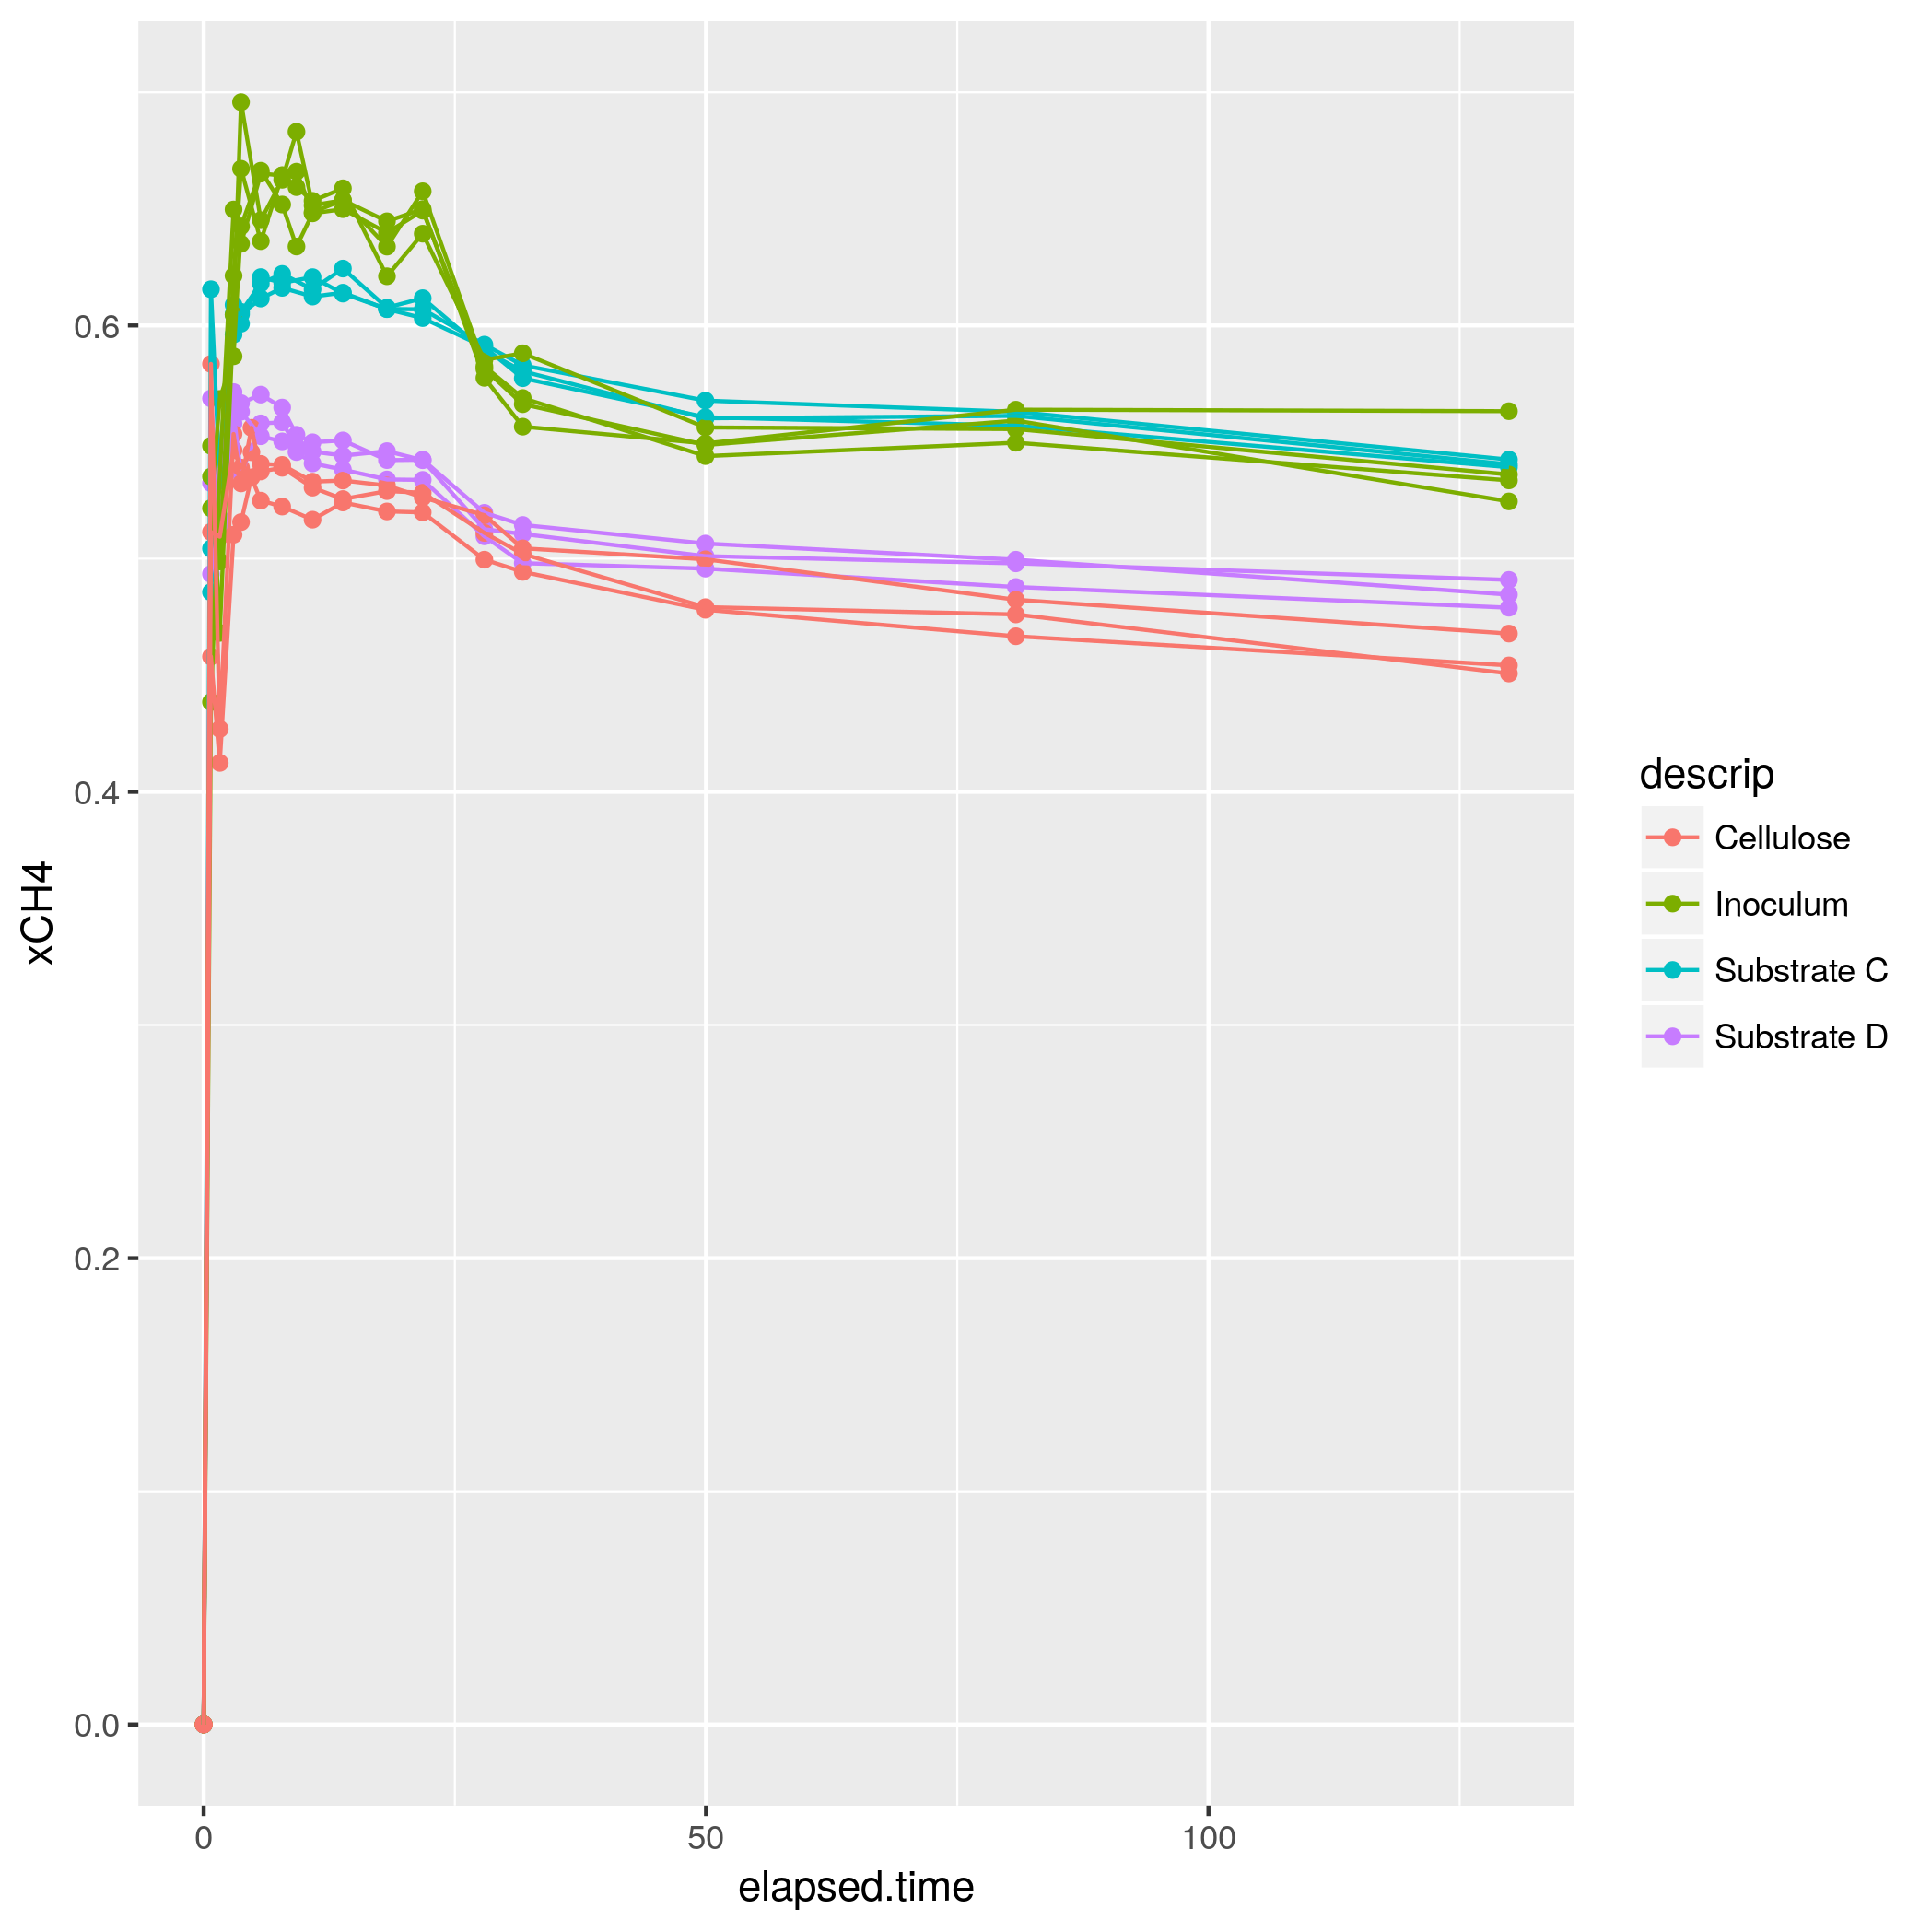 xCH4
0.6
0.4
0.2
0.0
0
50
100
elapsed.time
descrip
Cellulose
Inoculum
Substrate C
Substrate D